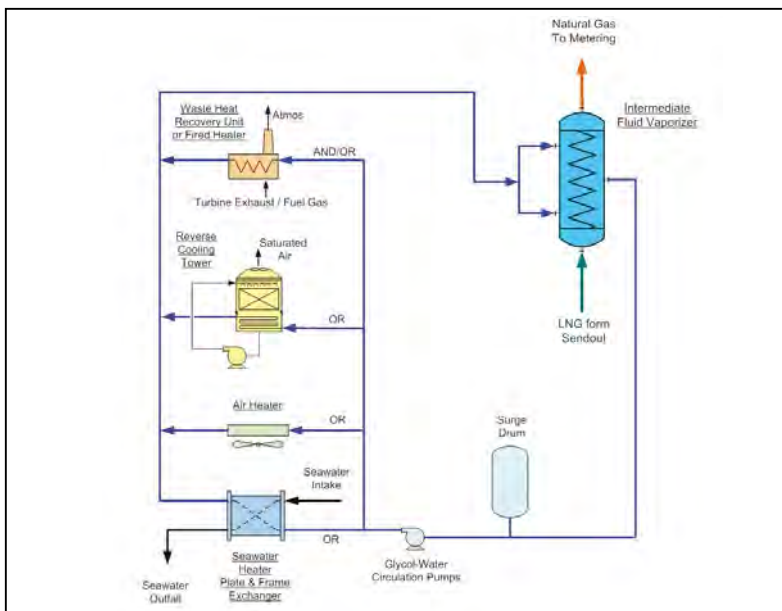 Natural Gas
To Metering
Waste Heat
Recovery Unit
or Fired Heater
Atmos
Intermediate
Fluid Vaporizer
AND/OR
Turbine Exhaust / Fuel Gas
Reverse
Cooling
Tower
Saturated
Air
OR
LNG form
Sendout
Air Heater
OR
Surge
Drum
Seawater
Intake
OR
Glycol-Water
Circulation Pumps
Seawater
Outfall
Seawater
Heater
Plate & Frame
Exchanger